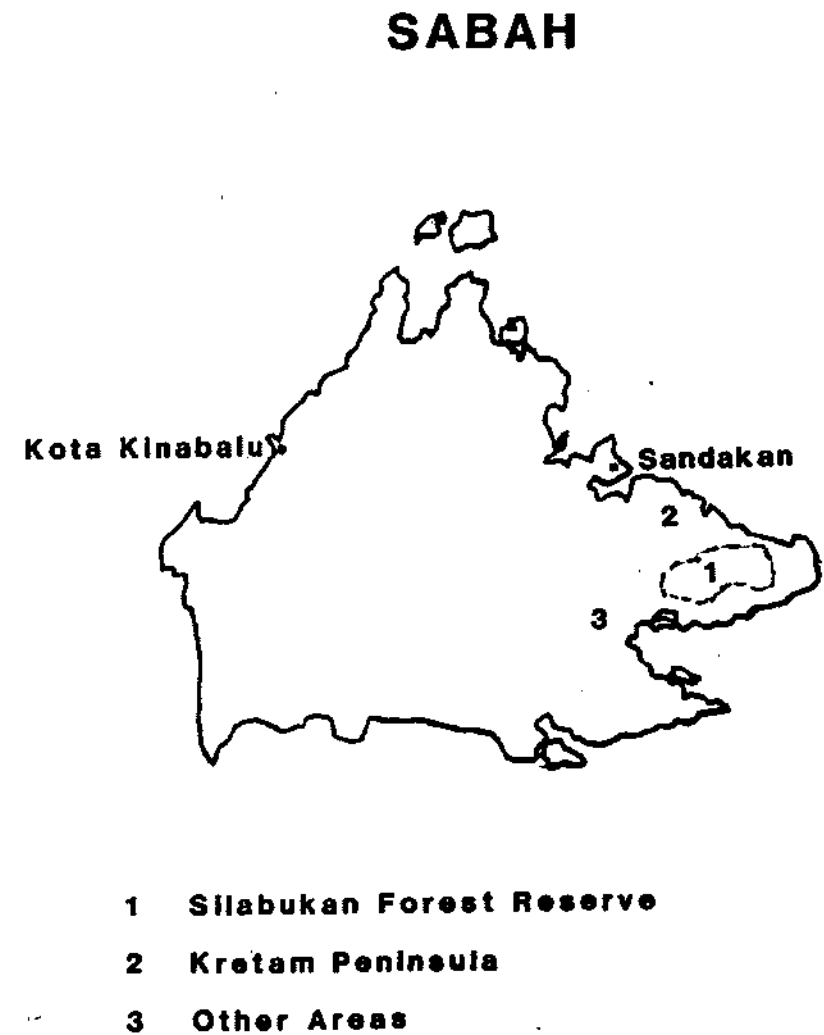 SABAH
Kota Kinabalu
Sandakan
2
1
3
1 Silabukan Forest Reserve
2 Kretam Peninsula
3 Other Areas